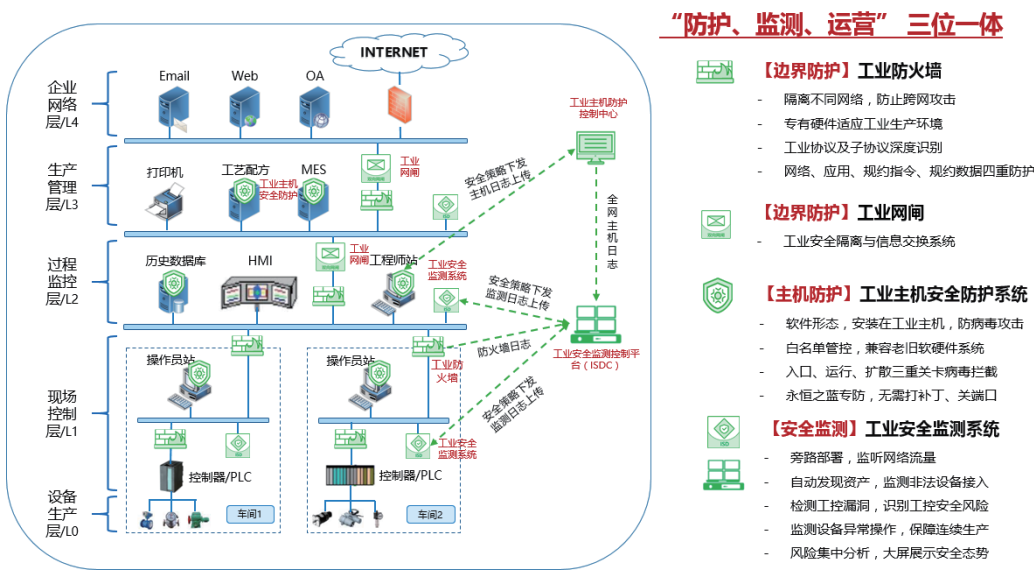 “防护、监测、运营” 三位一体
INTERNET
企业
网络
层/L4
Email
Web
OA
工业主机防护
控制中心
生产
管理
层/L3
打印机
工艺配方
工业主机
安全防护
MES
工业
网闸
安全策略下发
主机日志上传
全网主机日志
过程
监控
层/L2
历史数据库
HMI
工业
网闸
工程师站
工业安全
监测系统
安全策略下发
监测日志上传
防火墙日志
工业安全监测控制平
台（ISDC）
现场
控制
层/L1
操作员站
操作员站
工业防
火墙
安全策略下发
监测日志上传
工业安全
监测系统
ISD
控制器/PLC
控制器/PLC
设备
生产
层/L0
车间1
车间2
【边界防护】工业防火墙
- 隔离不同网络，防止跨网攻击
- 专有硬件适应工业生产环境
- 工业协议及子协议深度识别
- 网络、应用、规约指令、规约数据四重防护
【边界防护】工业网闸
- 工业安全隔离与信息交换系统
【主机防护】工业主机安全防护系统
- 软件形态，安装在工业主机，防病毒攻击
- 白名单管控，兼容老旧软硬件系统
- 入口、运行、扩散三重关卡病毒拦截
- 永恒之蓝专防，无需打补丁、关端口
【安全监测】工业安全监测系统
ISD
- 旁路部署，监听网络流量
- 自动发现资产，监测非法设备接入
- 检测工控漏洞，识别工控安全风险
- 监测设备异常操作，保障连续生产
- 风险集中分析，大屏展示安全态势